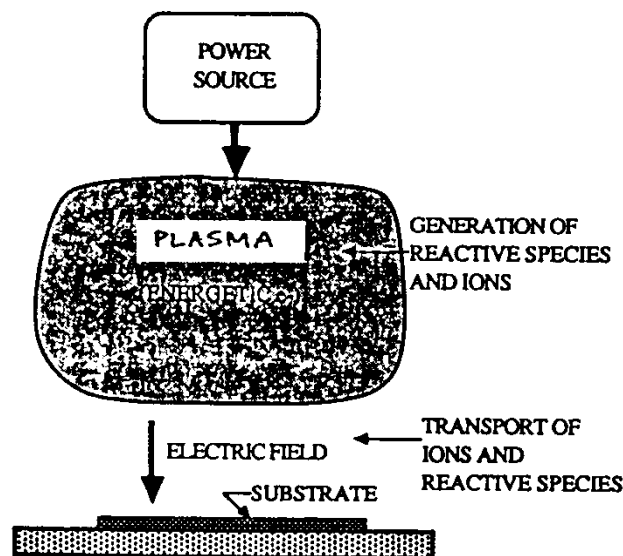 POWER
SOURCE
PLASMA
(ENERGETIC
GENERATION OF
REACTIVE SPECIES
AND IONS
TRANSPORT OF
IONS AND
REACTIVE SPECIES
ELECTRIC FIELD
SUBSTRATE